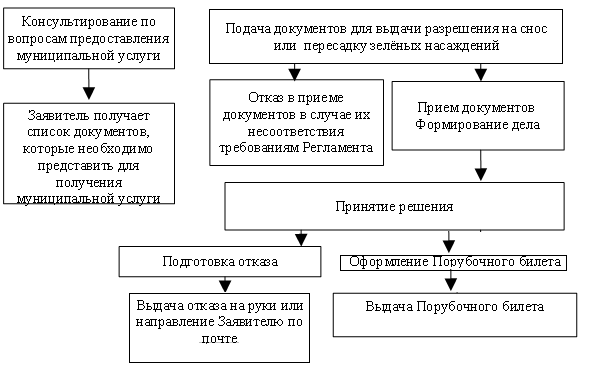 Консультирование по
вопросам предоставления
муниципальной услуги
Заявитель получает
список документов,
которые необходимо
представить для
получения
муниципальной услуги
Подача документов для выдачи разрешения на снос
или пересадку зелёных насаждений
Отказ в приеме
документов в случае их
несоответствия
требованиям Регламента
Прием документов
Формирование дела
Принятие решения
Подготовка отказа
Оформление Порубочного билета
Выдача отказа на руки или
направление Заявителю по
почте
Выдача Порубочного билета